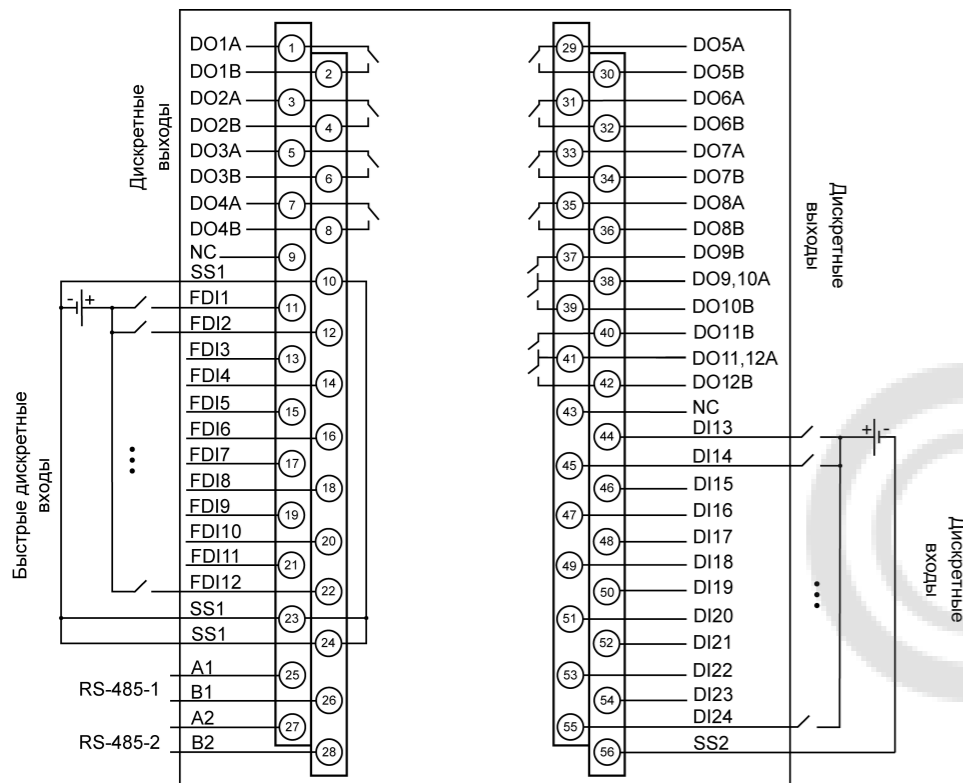 Дискретные
выходы
DO1A 1
DO1B 2
DO2A 3
DO2B 4
DO3A 5
DO3B 6
DO4A 7
DO4B 8
NC 9
SS1 10
- +
FDI1 11
FDI2 12
FDI3 13
FDI4 14
FDI5 15
FDI6 16
FDI7 17
FDI8 18
FDI9 19
FDI10 20
FDI11 21
FDI12 22
SS1 23
SS1 24
Быстрые дискретные
входы
A1 25
RS-485-1
B1 26
A2 27
RS-485-2
B2 28
29 DO5A
30 DO5B
31 DO6A
32 DO6B
33 DO7A
34 DO7B
35 DO8A
36 DO8B
37 DO9B
38 DO9,10A
39 DO10B
40 DO11B
41 DO11,12A
42 DO12B
43 NC
Дискретные
выходы
44 DI13
+ -
45 DI14
46 DI15
47 DI16
48 DI17
49 DI18
50 DI19
51 DI20
52 DI21
53 DI22
54 DI23
55 DI24
56 SS2
Дискретные
входы